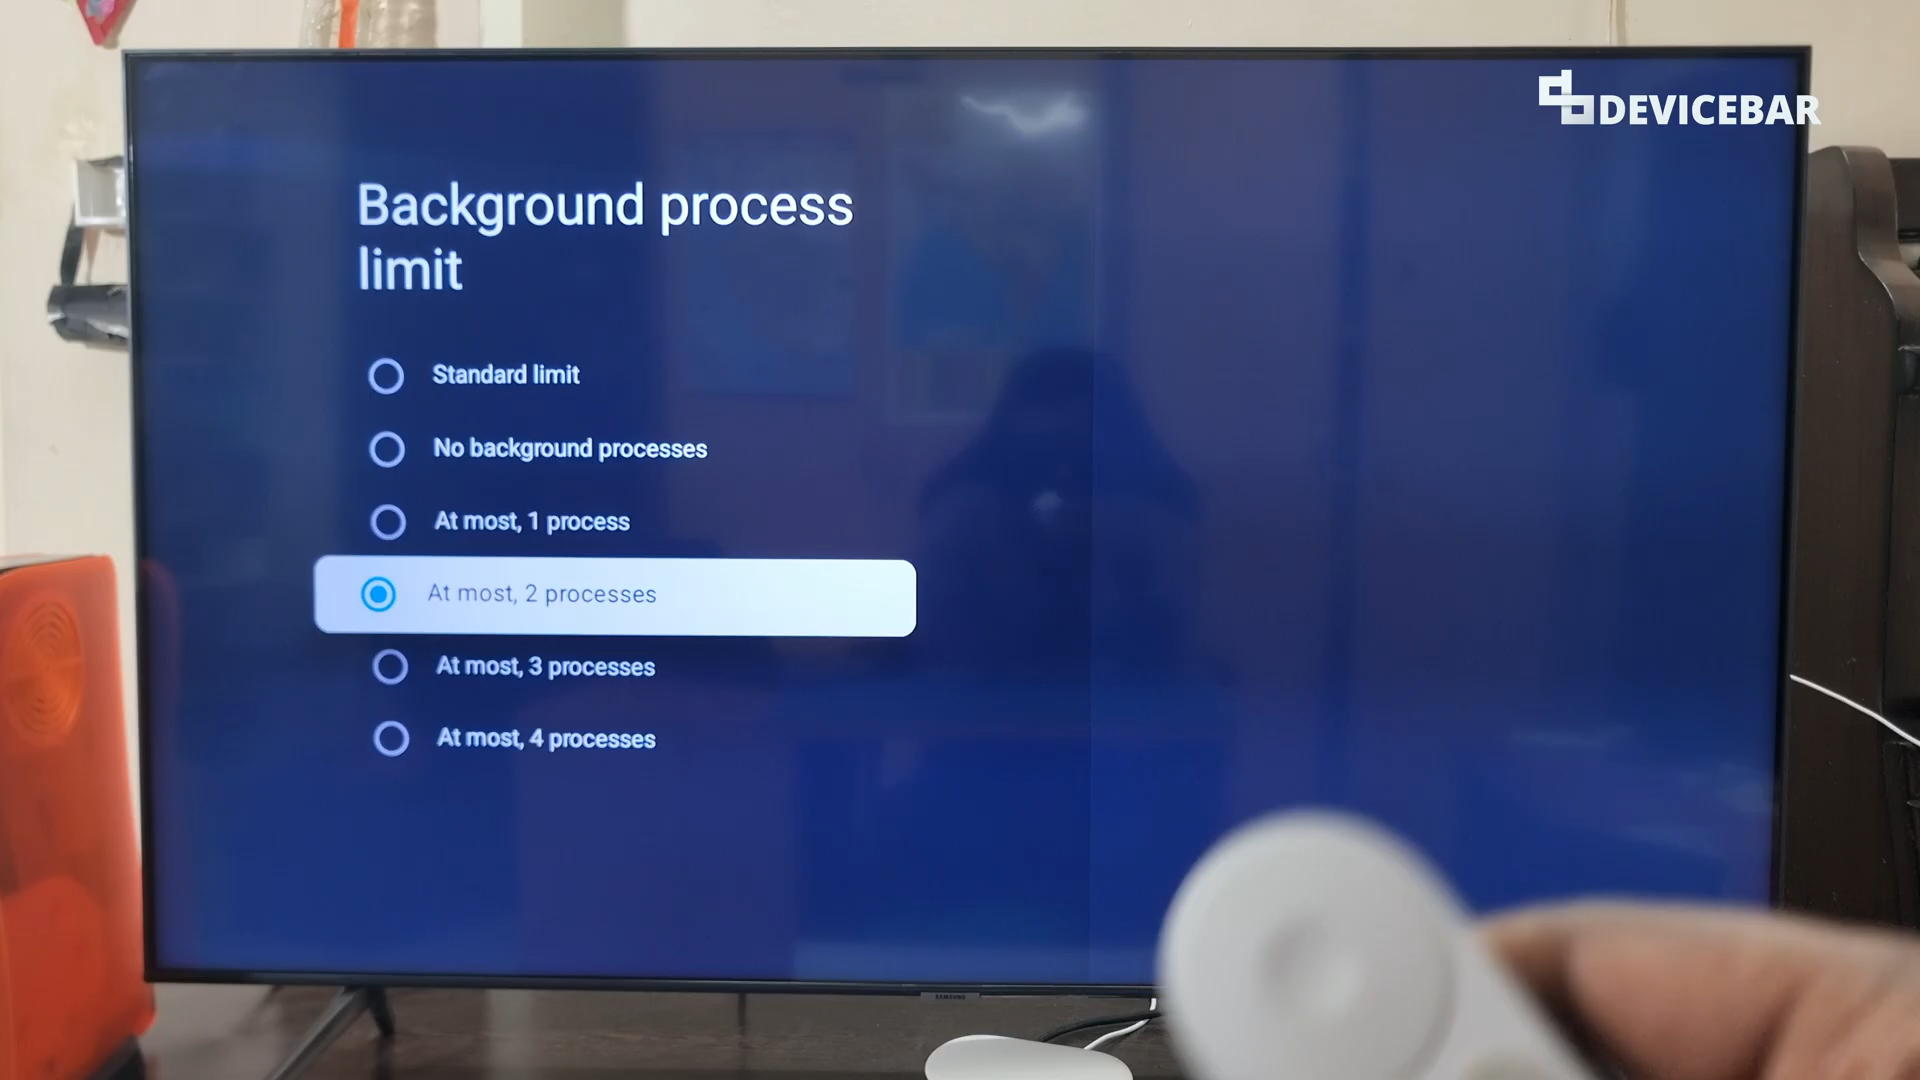 DEVICEBAR
Background process
limit
Standard limit
No background processes
At most, 1 process
At most, 2 processes
At most, 3 processes
At most, 4 processes
SAMSUNG